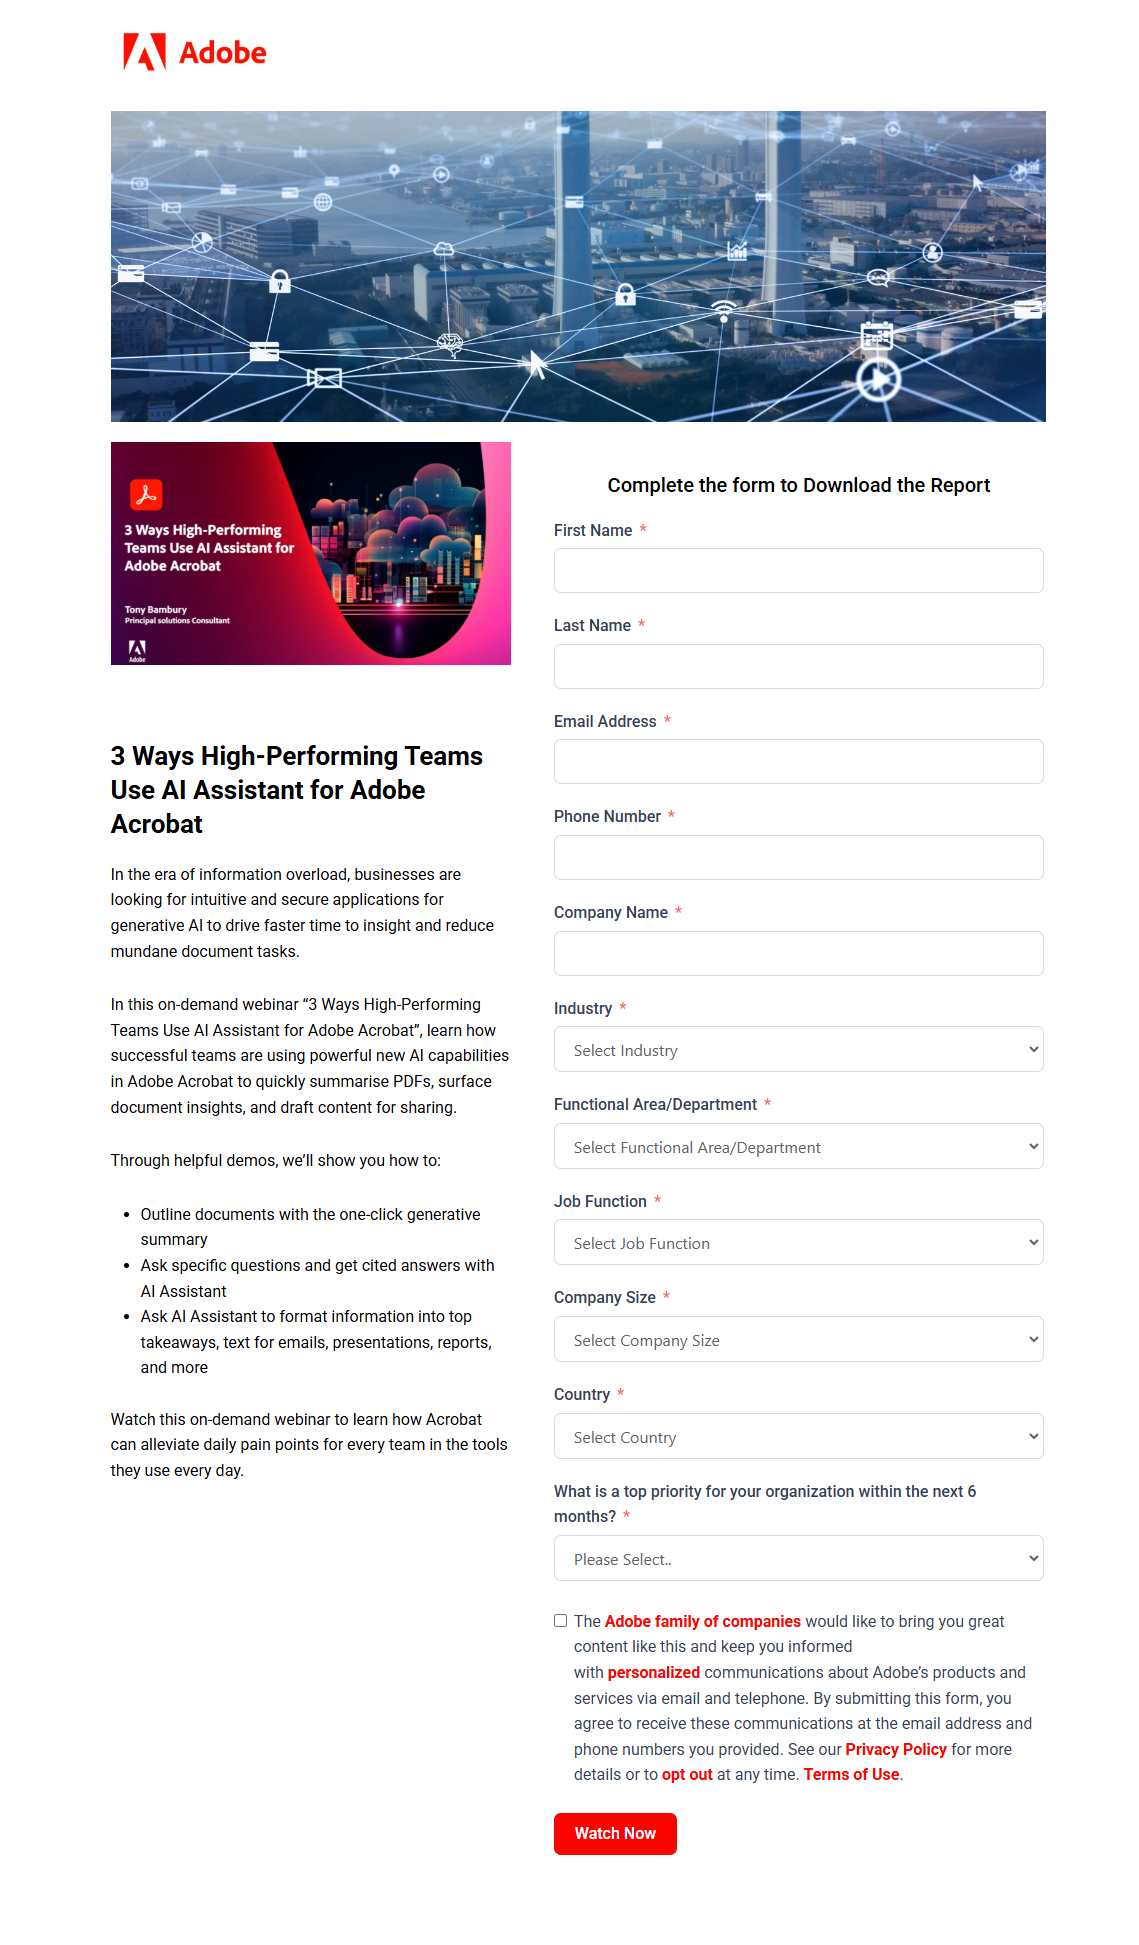 Adobe
3 Ways High-Performing
Teams Use AI Assistant for
Adobe Acrobat
Tony Bambury
Principal solutions Consultant
Adobe
3 Ways High-Performing Teams
Use AI Assistant for Adobe
Acrobat
In the era of information overload, businesses are
looking for intuitive and secure applications for
generative AI to drive faster time to insight and reduce
mundane document tasks.
In this on-demand webinar “3 Ways High-Performing
Teams Use AI Assistant for Adobe Acrobat”, learn how
successful teams are using powerful new AI capabilities
in Adobe Acrobat to quickly summarise PDFs, surface
document insights, and draft content for sharing.
Through helpful demos, we’ll show you how to:
• Outline documents with the one-click generative
summary
• Ask specific questions and get cited answers with
AI Assistant
• Ask AI Assistant to format information into top
takeaways, text for emails, presentations, reports,
and more
Watch this on-demand webinar to learn how Acrobat
can alleviate daily pain points for every team in the tools
they use every day.
Complete the form to Download the Report
First Name *
Last Name *
Email Address *
Phone Number *
Company Name *
Industry *
Select Industry
Functional Area/Department *
Select Functional Area/Department
Job Function *
Select Job Function
Company Size *
Select Company Size
Country *
Select Country
What is a top priority for your organization within the next 6
months? *
Please Select..
The Adobe family of companies would like to bring you great
content like this and keep you informed
with personalized communications about Adobe’s products and
services via email and telephone. By submitting this form, you
agree to receive these communications at the email address and
phone numbers you provided. See our Privacy Policy for more
details or to opt out at any time. Terms of Use.
Watch Now